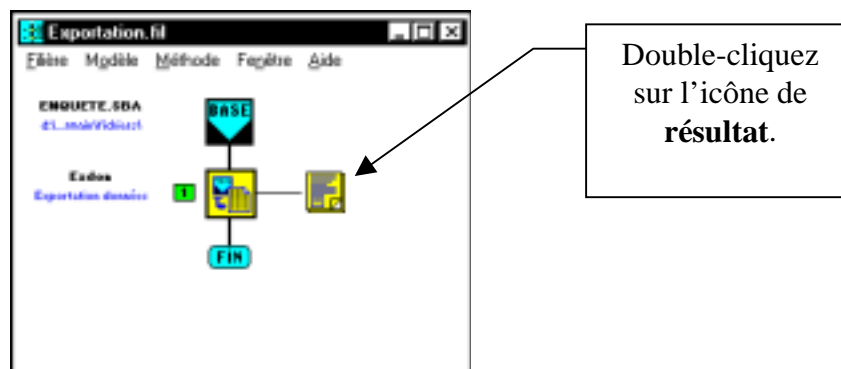 Exportation.fil
Filière Modèle Méthode Fenêtre Aide
ENQUETE.SBA
BASE
Exdon
Exportation données
1
FIN
Double-cliquez
sur l’icône de
résultat.